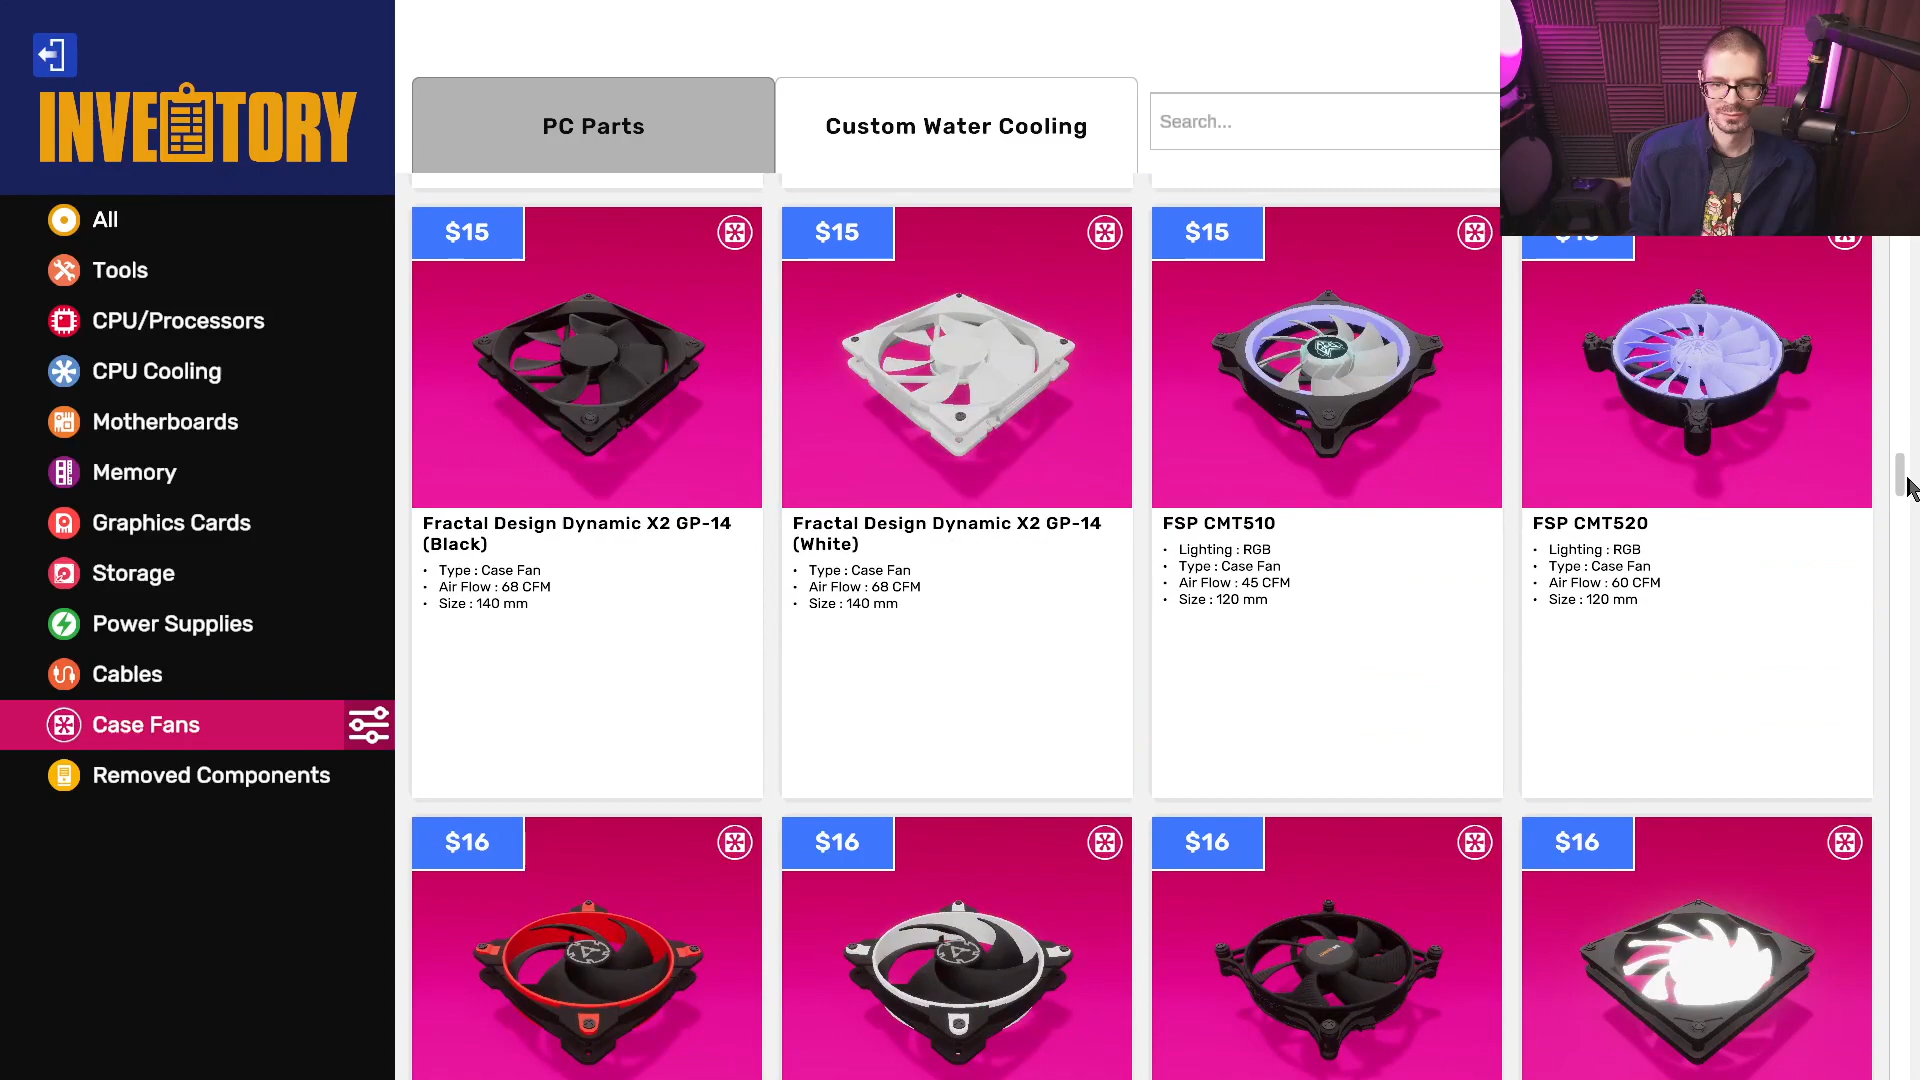 INVENTORY
All
Tools
CPU/Processors
CPU Cooling
Motherboards
Memory
Graphics Cards
Storage
Power Supplies
Cables
Case Fans
Removed Components
PC Parts
Custom Water Cooling
Search...
$15
$15
$15
Fractal Design Dynamic X2 GP-14
(Black)
• Type : Case Fan
• Air Flow : 68 CFM
• Size : 140 mm
Fractal Design Dynamic X2 GP-14
(White)
• Type : Case Fan
• Air Flow : 68 CFM
• Size : 140 mm
FSP CMT510
• Lighting : RGB
• Type : Case Fan
• Air Flow : 45 CFM
• Size : 120 mm
FSP CMT520
• Lighting : RGB
• Type : Case Fan
• Air Flow : 60 CFM
• Size : 120 mm
$16
$16
$16
$16